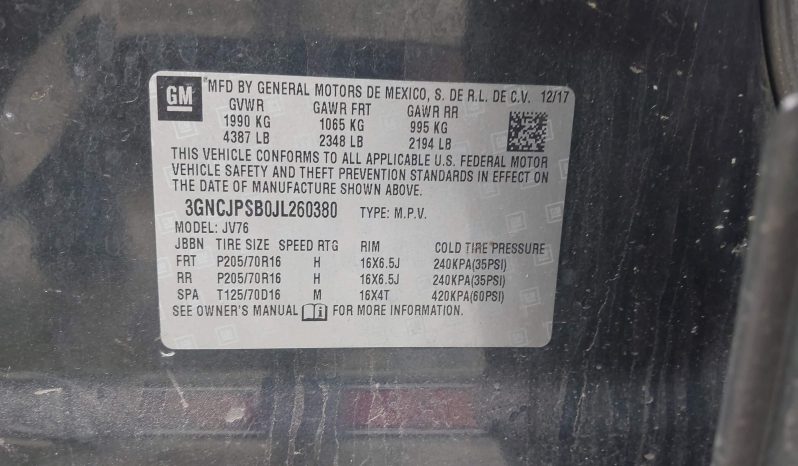 GM MFD BY GENERAL MOTORS DE MEXICO, S. DE R.L. DE C.V. 12/17
GVWR GAWR FRT GAWR RR
1990 KG 1065 KG 995 KG
4387 LB 2348 LB 2194 LB
THIS VEHICLE CONFORMS TO ALL APPLICABLE U.S. FEDERAL MOTOR
VEHICLE SAFETY AND THEFT PREVENTION STANDARDS IN EFFECT ON
THE DATE OF MANUFACTURE SHOWN ABOVE.
3GNCJPSB0JL260380 TYPE: M.P.V.
MODEL: JV76
JBBN TIRE SIZE SPEED RTG RIM COLD TIRE PRESSURE
FRT P205/70R16 H 16X6.5J 240KPA(35PSI)
RR P205/70R16 H 16X6.5J 240KPA(35PSI)
SPA T125/70D16 M 16X4T 420KPA(60PSI)
SEE OWNER'S MANUAL FOR MORE INFORMATION.